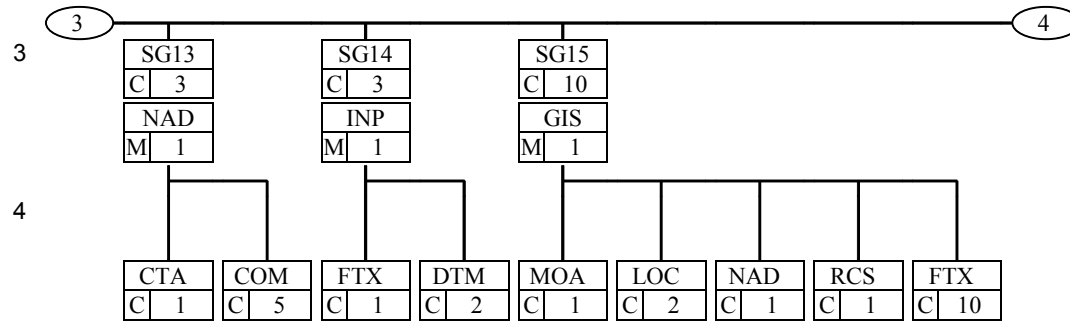 3 4
3
SG13 SG14 SG15
C 3 C 3 C 10
NAD INP GIS
M 1 M 1 M 1
4
CTA COM FTX DTM MOA LOC NAD RCS FTX
C 1 C 5 C 1 C 2 C 1 C 2 C 1 C 1 C 10